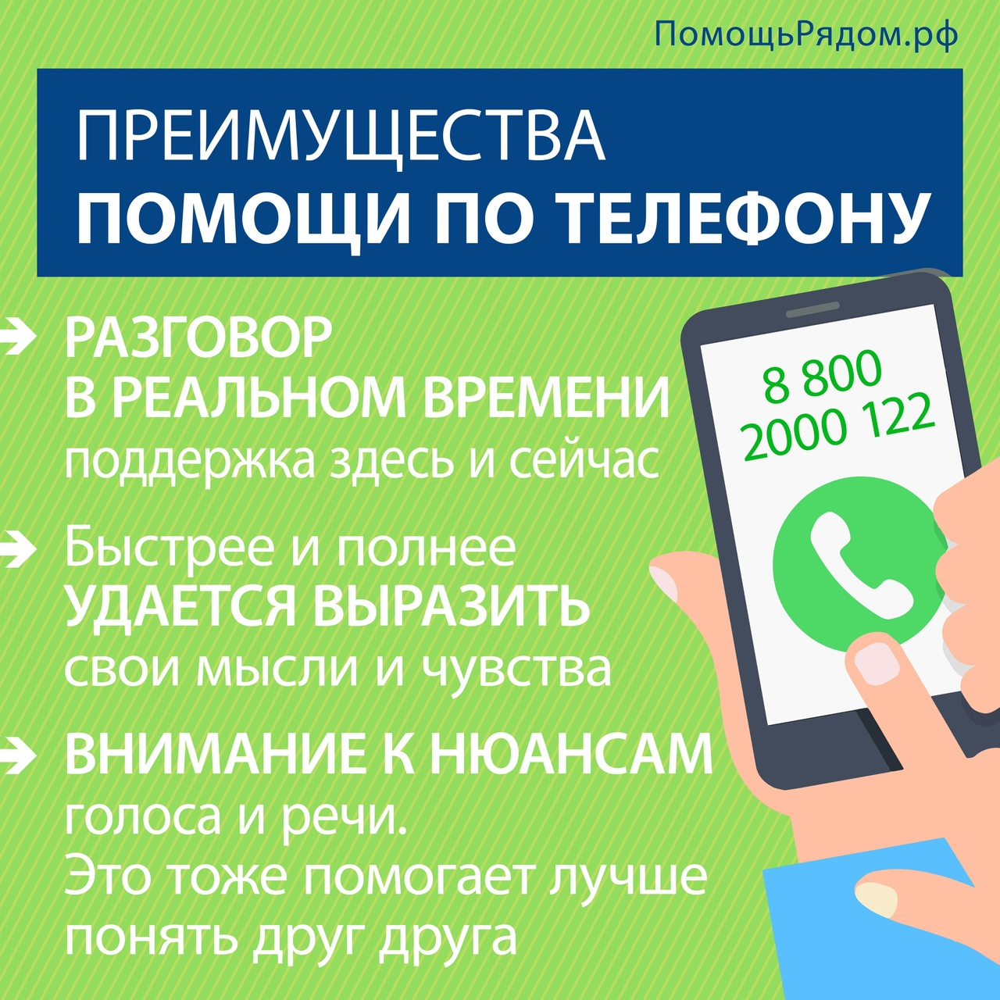 ПомощьРядом.рф
ПРЕИМУЩЕСТВА
ПОМОЩИ ПО ТЕЛЕФОНУ
РАЗГОВОР
В РЕАЛЬНОМ ВРЕМЕНИ
поддержка здесь и сейчас
8 800
2000 122
Быстрее и полнее
УДАЕТСЯ ВЫРАЗИТЬ
свои мысли и чувства
ВНИМАНИЕ К НЮАНСАМ
голоса и речи.
Это тоже помогает лучше
понять друг друга